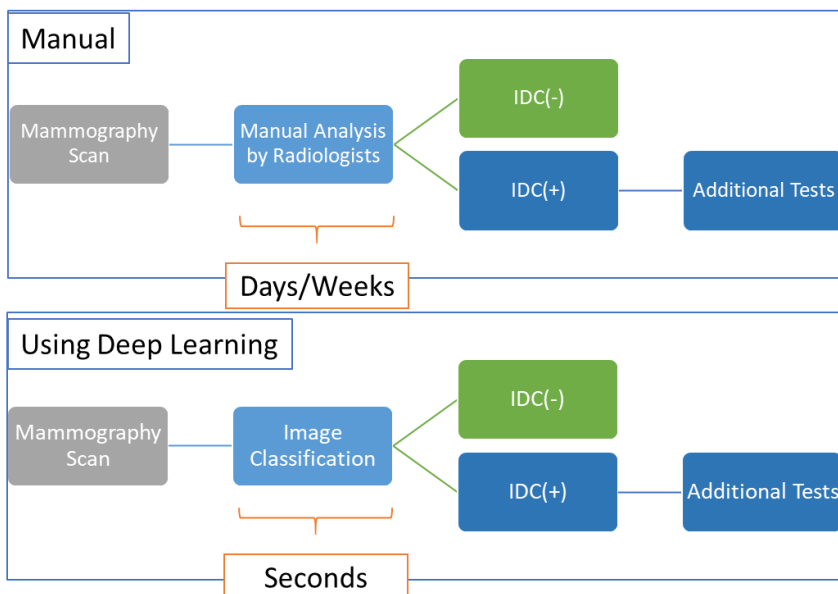 Manual
Mammography
Scan
Manual Analysis
by Radiologists
IDC(-)
IDC(+)
Additional Tests
Days/Weeks
Using Deep Learning
Mammography
Scan
Image
Classification
IDC(-)
IDC(+)
Additional Tests
Seconds